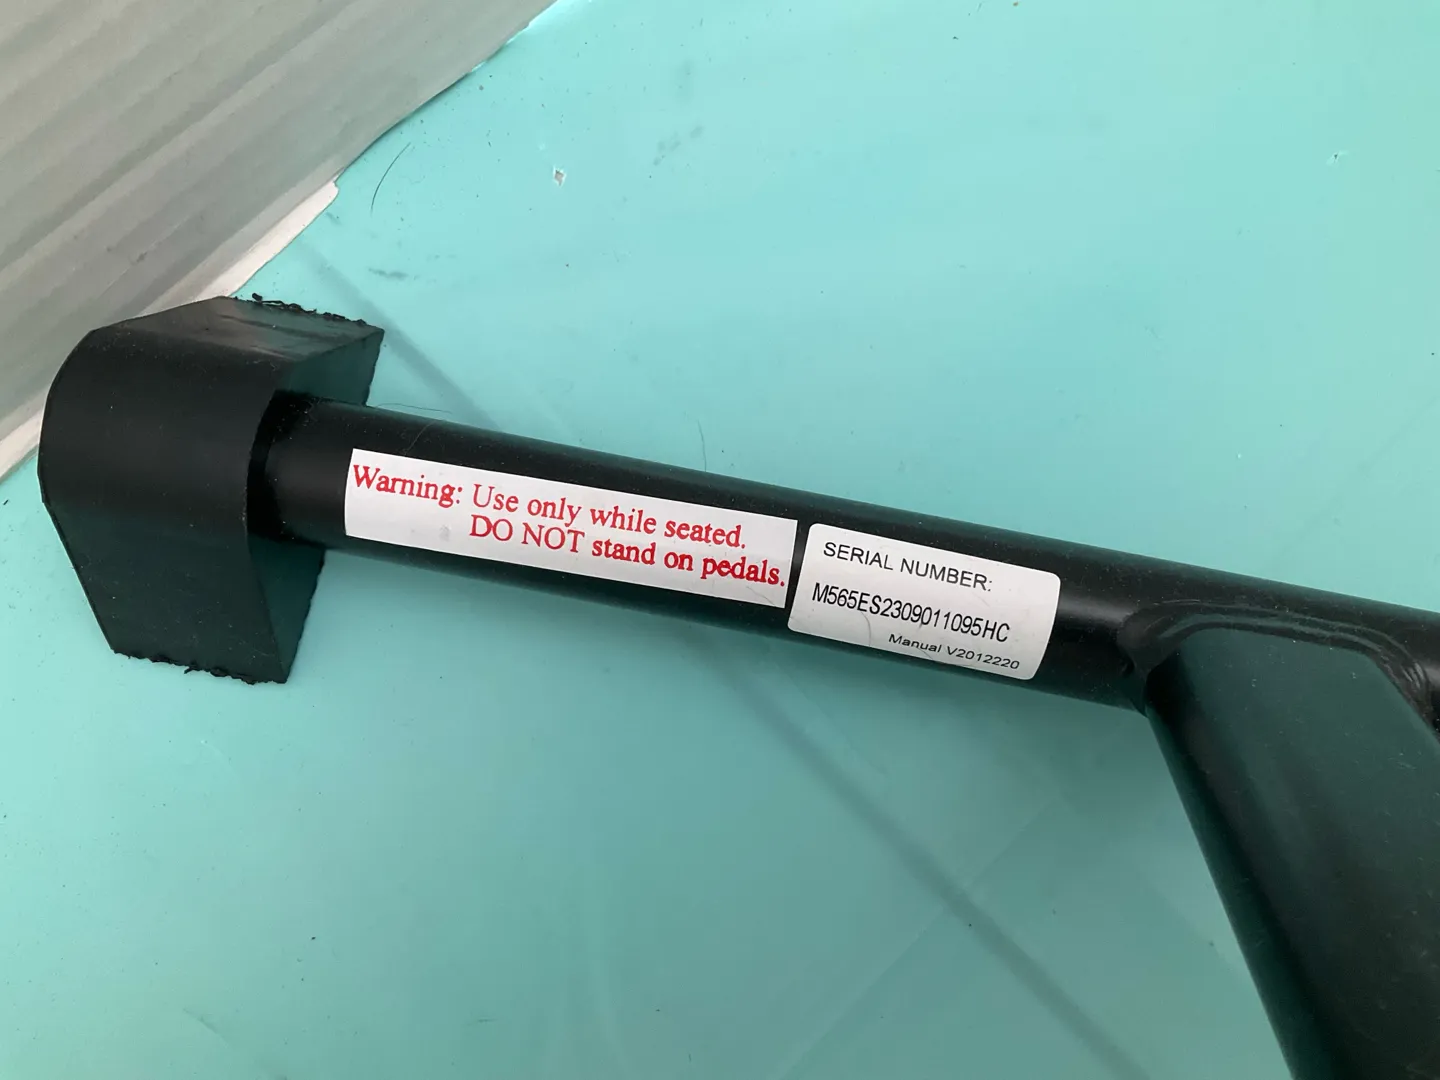 Warning: Use only while seated.
DO NOT stand on pedals.
SERIAL NUMBER:
M565ES2309011095HC
Manual V2012220